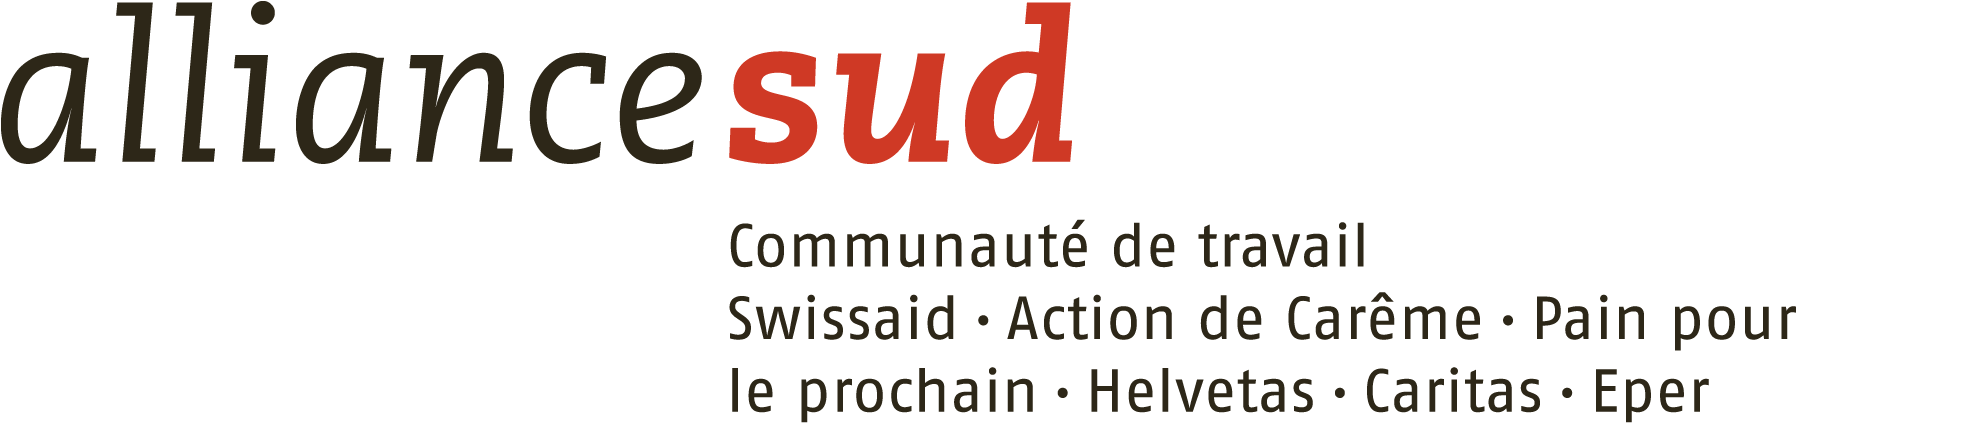 alliancesud
Communauté de travail
Swissaid · Action de Carême · Pain pour
le prochain · Helvetas · Caritas · Eper